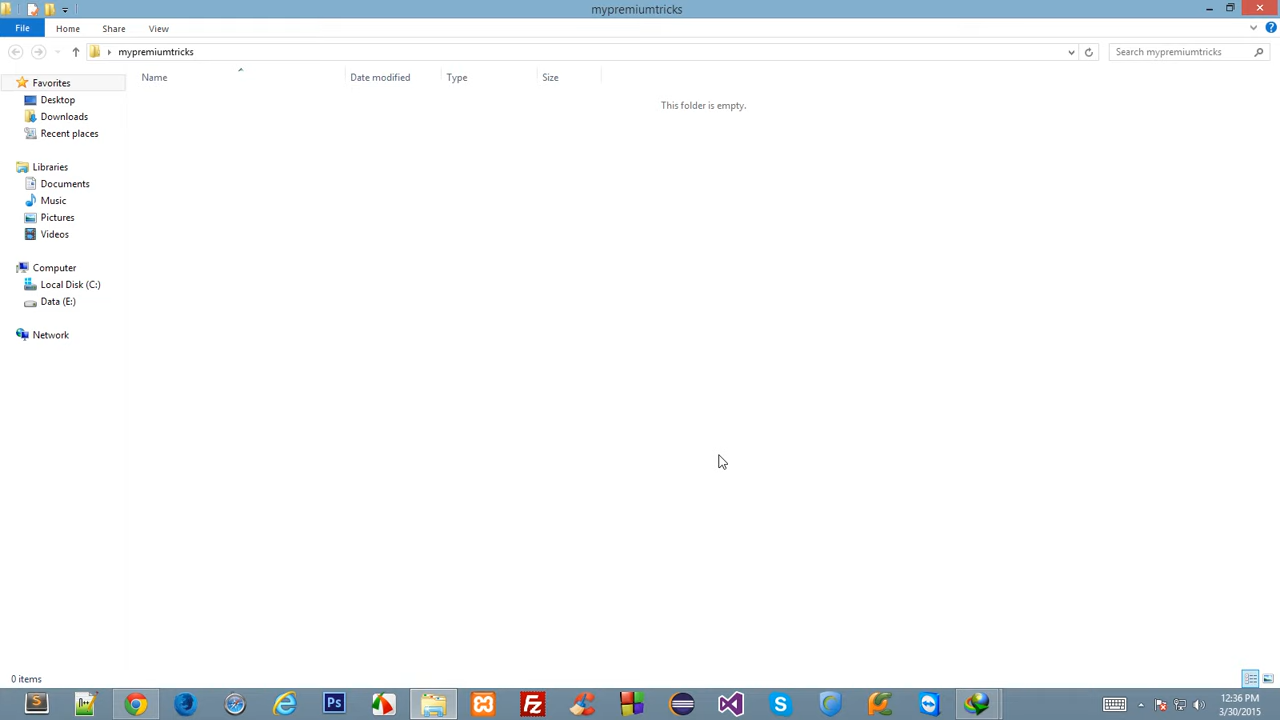 mypremiumtricks
File Home Share View
mypremiumtricks
Search mypremiumtricks
Name Date modified Type Size
This folder is empty.
Favorites
Desktop
Downloads
Recent places
Libraries
Documents
Music
Pictures
Videos
Computer
Local Disk (C:)
Data (E:)
Network
0 items
S
n++
Ps
Fz
S
12:36 PM
3/30/2015